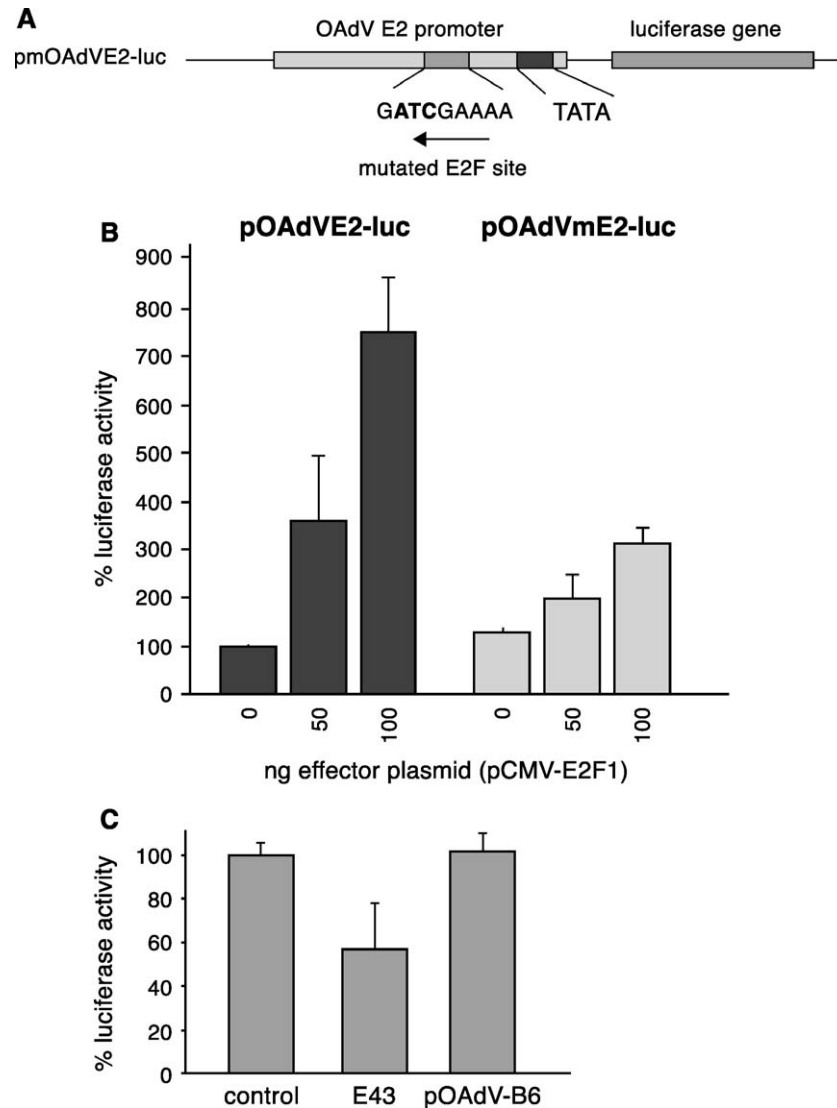 A
OAdV E2 promoter
luciferase gene
pmOAdVE2-luc
GATCGAAAA
TATA
mutated E2F site
B
pOAdVE2-luc
pOAdVmE2-luc
900
800
700
600
500
400
300
200
100
0
% luciferase activity
0
50
100
0
50
100
ng effector plasmid (pCMV-E2F1)
C
100
80
60
40
20
0
% luciferase activity
control
E43
pOAdV-B6